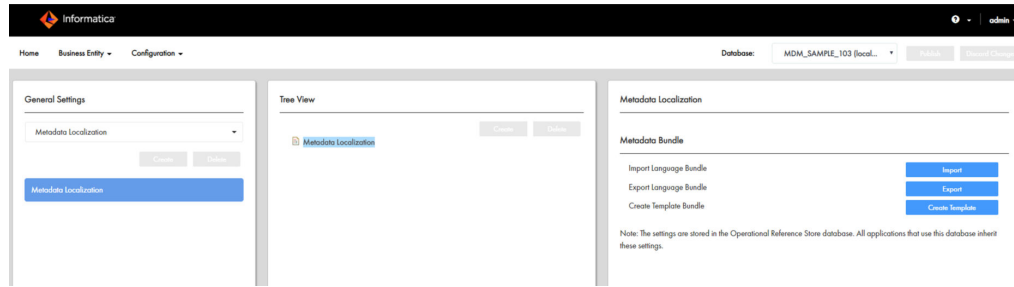 Informatica
admin
Home Business Entity Configuration
Database: MDM_SAMPLE_103 [local... Publish Discard Change
General Settings
Metadata Localization
Create Delete
Metadata Localization
Tree View
Create Delete
Metadata Localization
Metadata Localization
Metadata Bundle
Import Language Bundle Import
Export Language Bundle Export
Create Template Bundle Create Template
Note: The settings are stored in the Operational Reference Store database. All applications that use this database inherit
these settings.